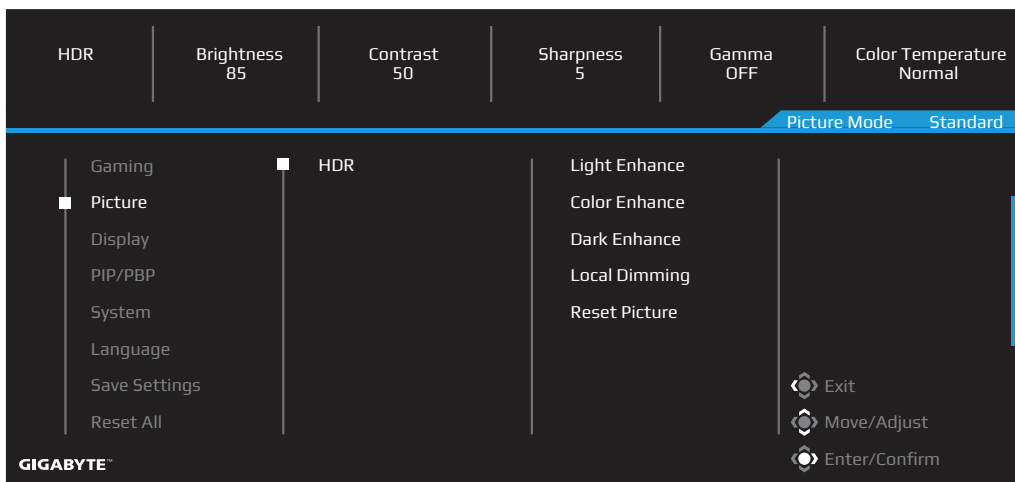 HDR Brightness Contrast Sharpness Gamma Color Temperature
85 50 5 OFF Normal
Picture Mode Standard
Gaming HDR Light Enhance
Picture Color Enhance
Display Dark Enhance
PIP/PBP Local Dimming
System Reset Picture
Language
Save Settings Exit
Reset All Move/Adjust
GIGABYTE™ Enter/Confirm